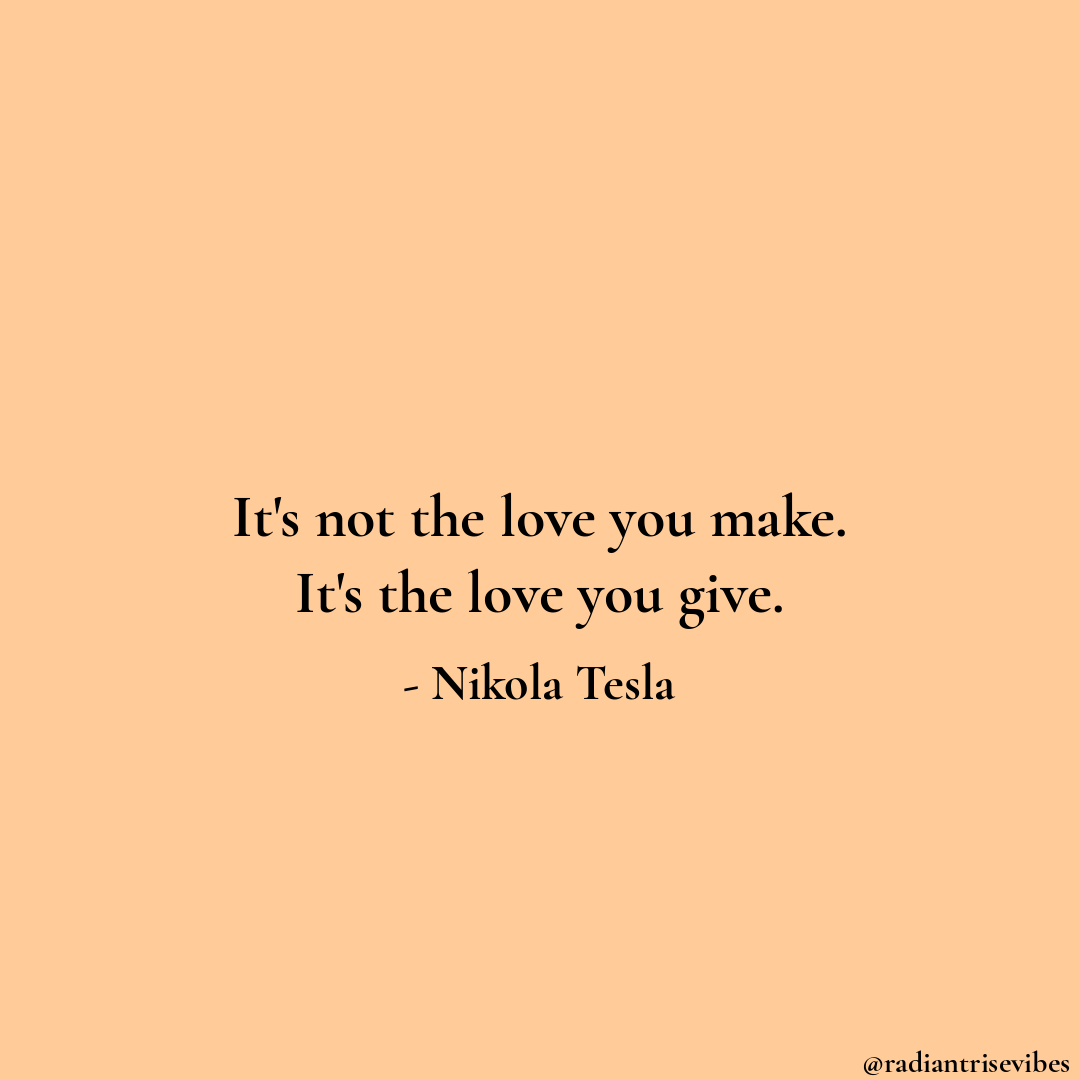 It's not the love you make.
It's the love you give.
- Nikola Tesla
@radiantrisevibes